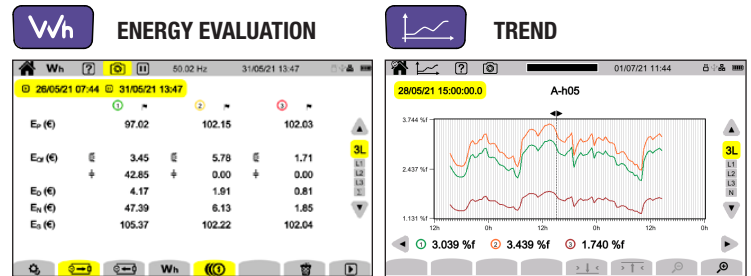 Wh ENERGY EVALUATION
Wh ? 50.02 Hz 31/05/21 13:47
26/05/21 07:44 31/05/21 13:47
1 2 3
EP (€) 97.02 102.15 102.03
EQf (€) 3.45 5.78 1.71
42.85 0.00 0.00
ED (€) 4.17 1.91 0.81
EN (€) 47.39 6.13 1.85
ES (€) 105.37 102.22 102.04
3L
L1
L2
L3
Σ
Wh
TREND
? 01/07/21 11:44
28/05/21 15:00:00.0 A-h05
3.744 %f
2.437 %f
1.131 %f
12h 0h 12h 0h 12h 0h
3L
L1
L2
L3
N
1 3.039 %f 2 3.439 %f 3 1.740 %f